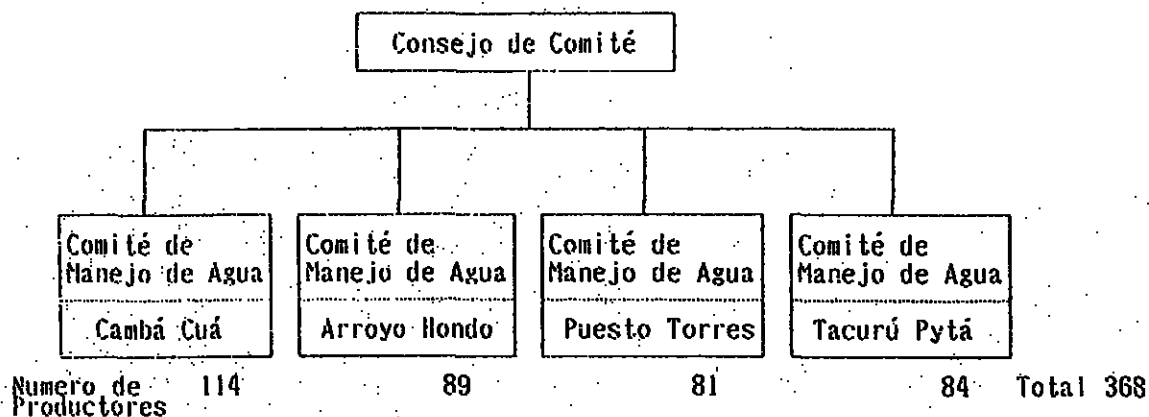 Consejo de Comité
Comité de
Manejo de Agua
Cambá Cuá
Comité de
Manejo de Agua
Arroyo Hondo
Comité de
Manejo de Agua
Puesto Torres
Comité de
Manejo de Agua
Tacurú Pytá
Numero de
Productores
114 89 81 84 Total 368